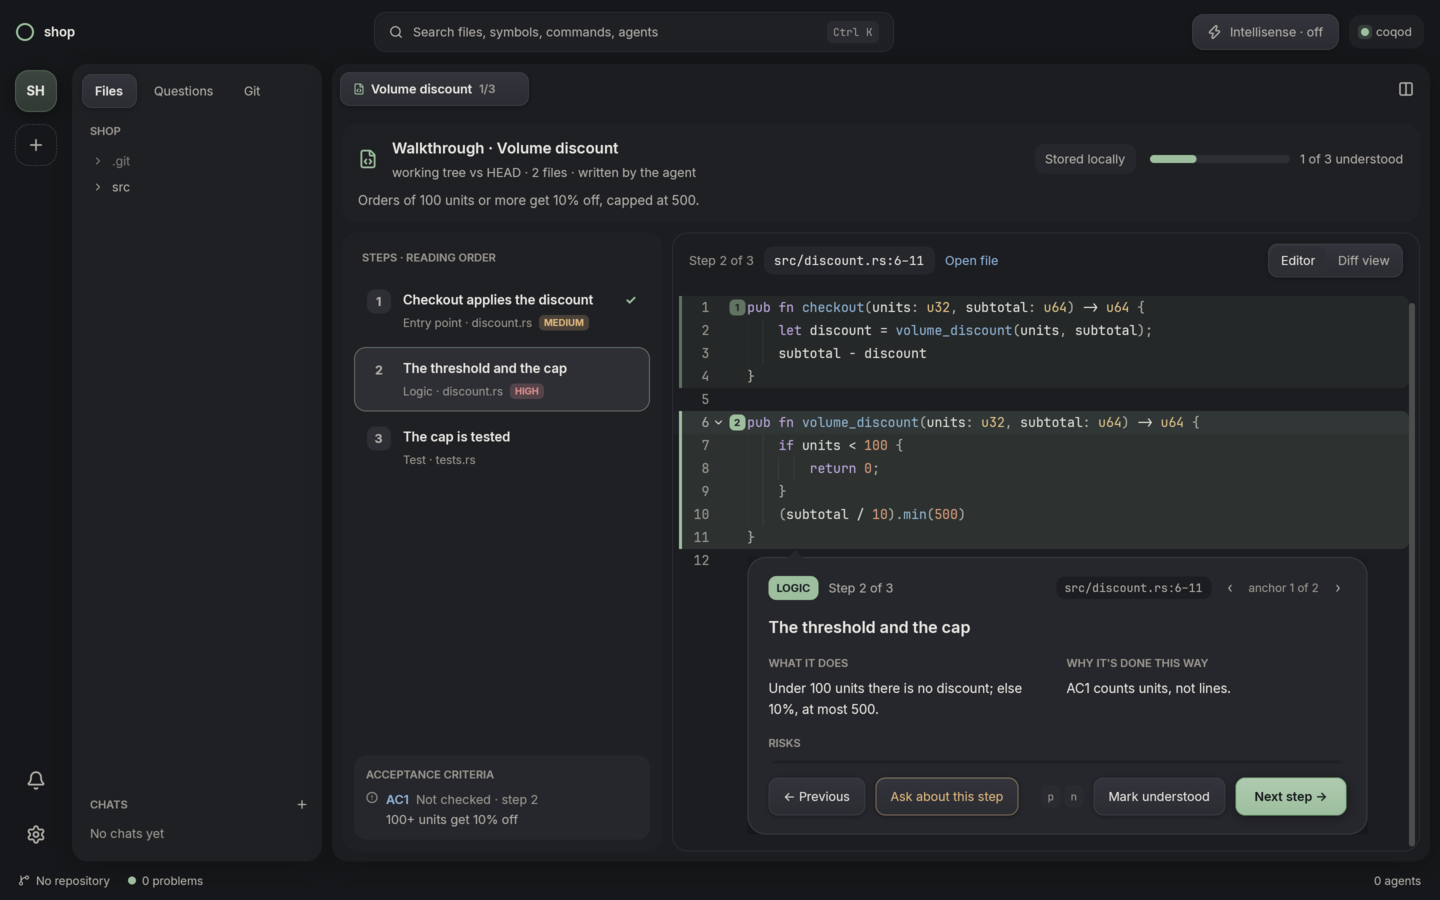 shop
Search files, symbols, commands, agents
Ctrl K
Intellisense · off
coqod
SH
Files
Questions
Git
SHOP
.git
src
CHATS
No chats yet
Volume discount 1/3
Walkthrough · Volume discount
working tree vs HEAD · 2 files · written by the agent
Orders of 100 units or more get 10% off, capped at 500.
Stored locally
1 of 3 understood
STEPS · READING ORDER
1
Checkout applies the discount
Entry point · discount.rs MEDIUM
2
The threshold and the cap
Logic · discount.rs HIGH
3
The cap is tested
Test · tests.rs
ACCEPTANCE CRITERIA
AC1 Not checked · step 2
100+ units get 10% off
Step 2 of 3
src/discount.rs:6–11
Open file
Editor
Diff view
1 1 pub fn checkout(units: u32, subtotal: u64) → u64 {
2 let discount = volume_discount(units, subtotal);
3 subtotal - discount
4 }
5
6 2 pub fn volume_discount(units: u32, subtotal: u64) → u64 {
7 if units < 100 {
8 return 0;
9 }
10 (subtotal / 10).min(500)
11 }
12
LOGIC
Step 2 of 3
src/discount.rs:6–11
‹ anchor 1 of 2 ›
The threshold and the cap
WHAT IT DOES
Under 100 units there is no discount; else
10%, at most 500.
WHY IT'S DONE THIS WAY
AC1 counts units, not lines.
RISKS
← Previous
Ask about this step
p n
Mark understood
Next step →
No repository
0 problems
0 agents